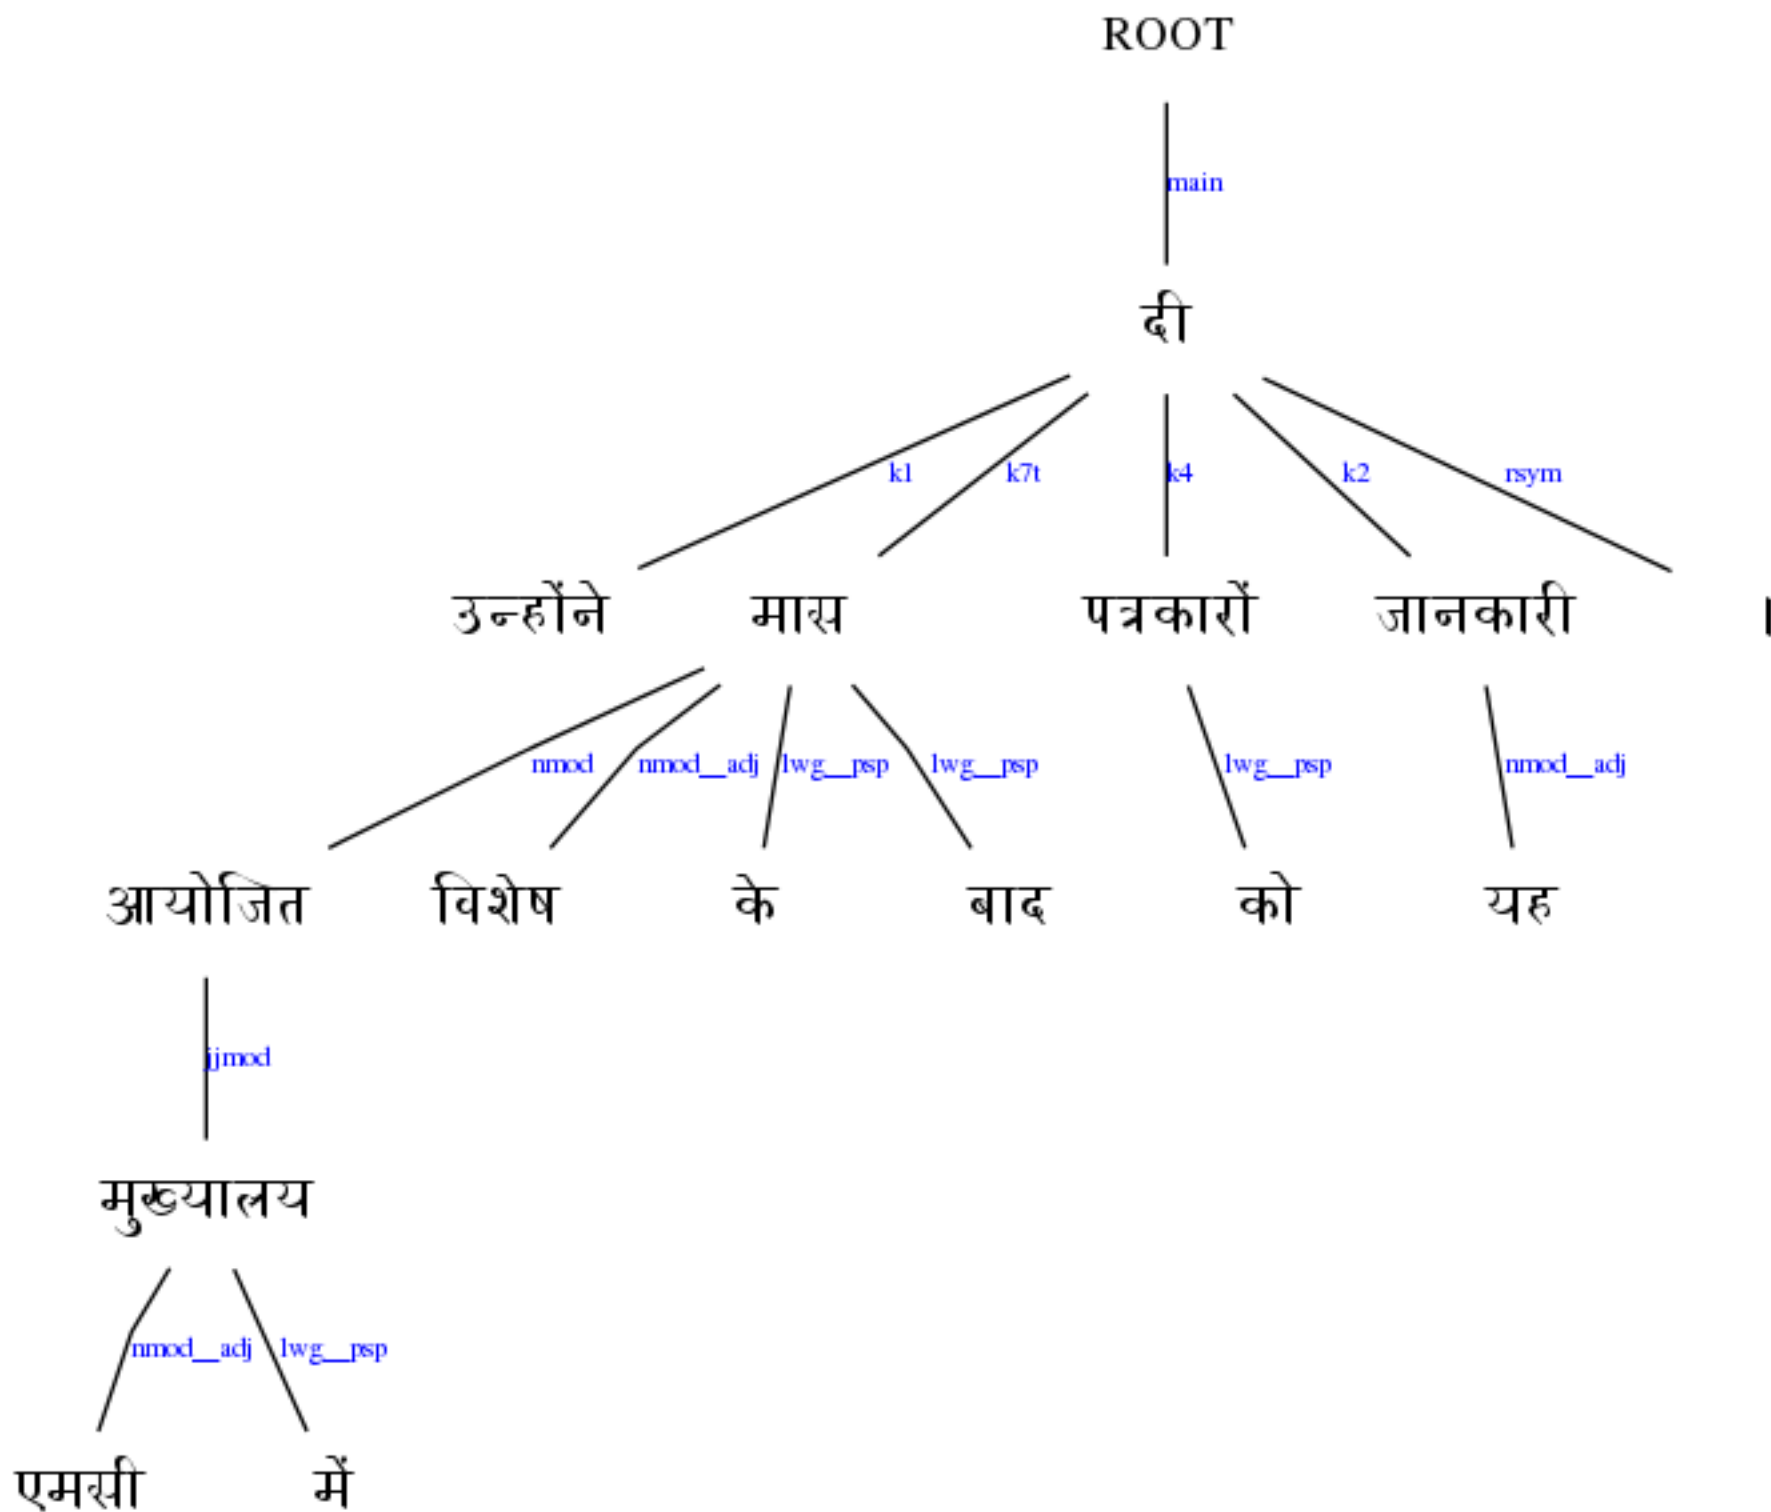 ROOT
main
दी
k1 k7t k4 k2 rsym
उन्होंने मास पत्रकारों जानकारी ।
nmod nmod__adj lwg__psp lwg__psp lwg__psp nmod__adj
आयोजित विशेष के बाद को यह
jjmod
मुख्यालय
nmod__adj lwg__psp
एमसी में